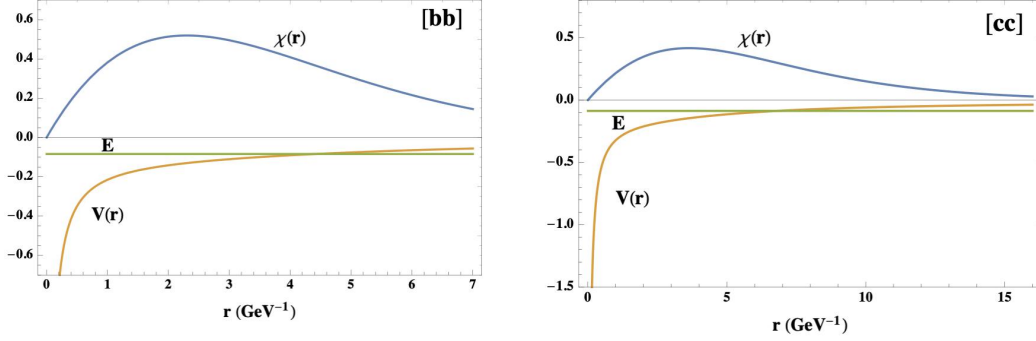 [bb]
0.6
0.4
0.2
0.0
−0.2
−0.4
−0.6
χ(r)
E
V(r)
0 1 2 3 4 5 6 7
r (GeV⁻¹)
[cc]
0.5
0.0
−0.5
−1.0
−1.5
χ(r)
E
V(r)
0 5 10 15
r (GeV⁻¹)